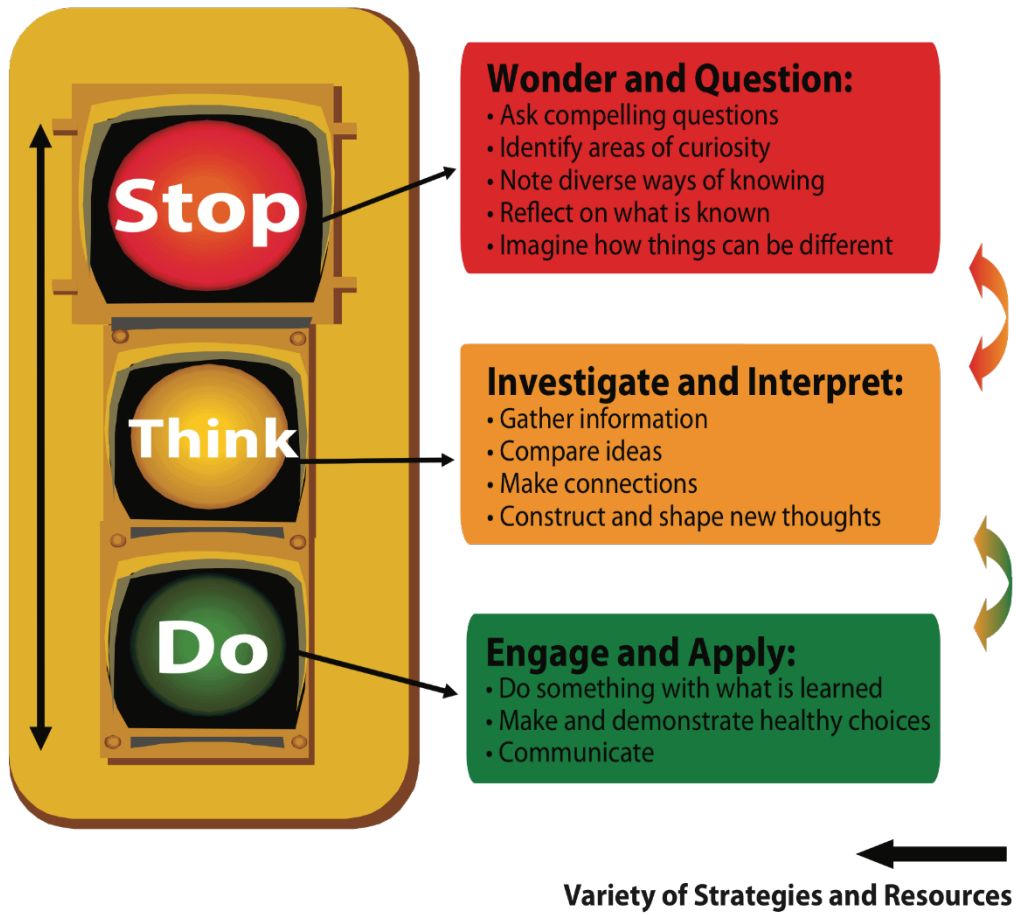 Stop
Wonder and Question:
• Ask compelling questions
• Identify areas of curiosity
• Note diverse ways of knowing
• Reflect on what is known
• Imagine how things can be different
Think
Investigate and Interpret:
• Gather information
• Compare ideas
• Make connections
• Construct and shape new thoughts
Do
Engage and Apply:
• Do something with what is learned
• Make and demonstrate healthy choices
• Communicate
Variety of Strategies and Resources